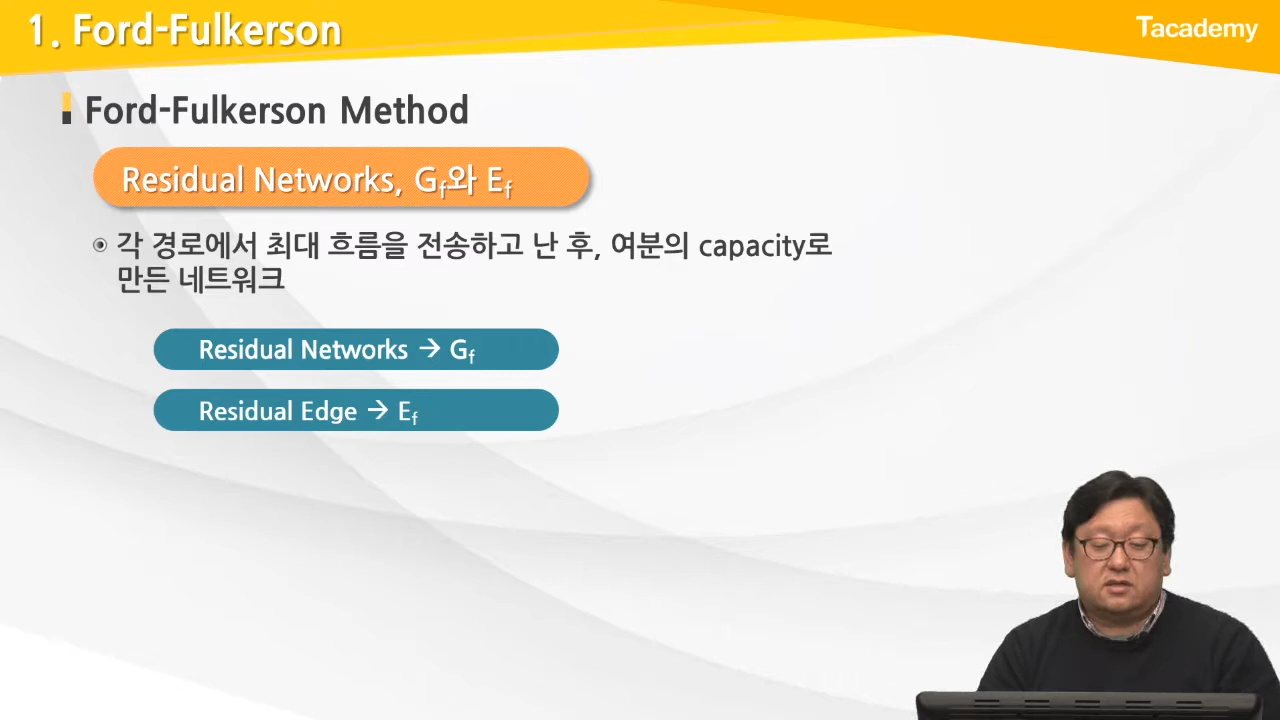 1. Ford-Fulkerson
Tacademy
Ford-Fulkerson Method
Residual Networks, Gf와 Ef
각 경로에서 최대 흐름을 전송하고 난 후, 여분의 capacity로
만든 네트워크
Residual Networks → Gf
Residual Edge → Ef